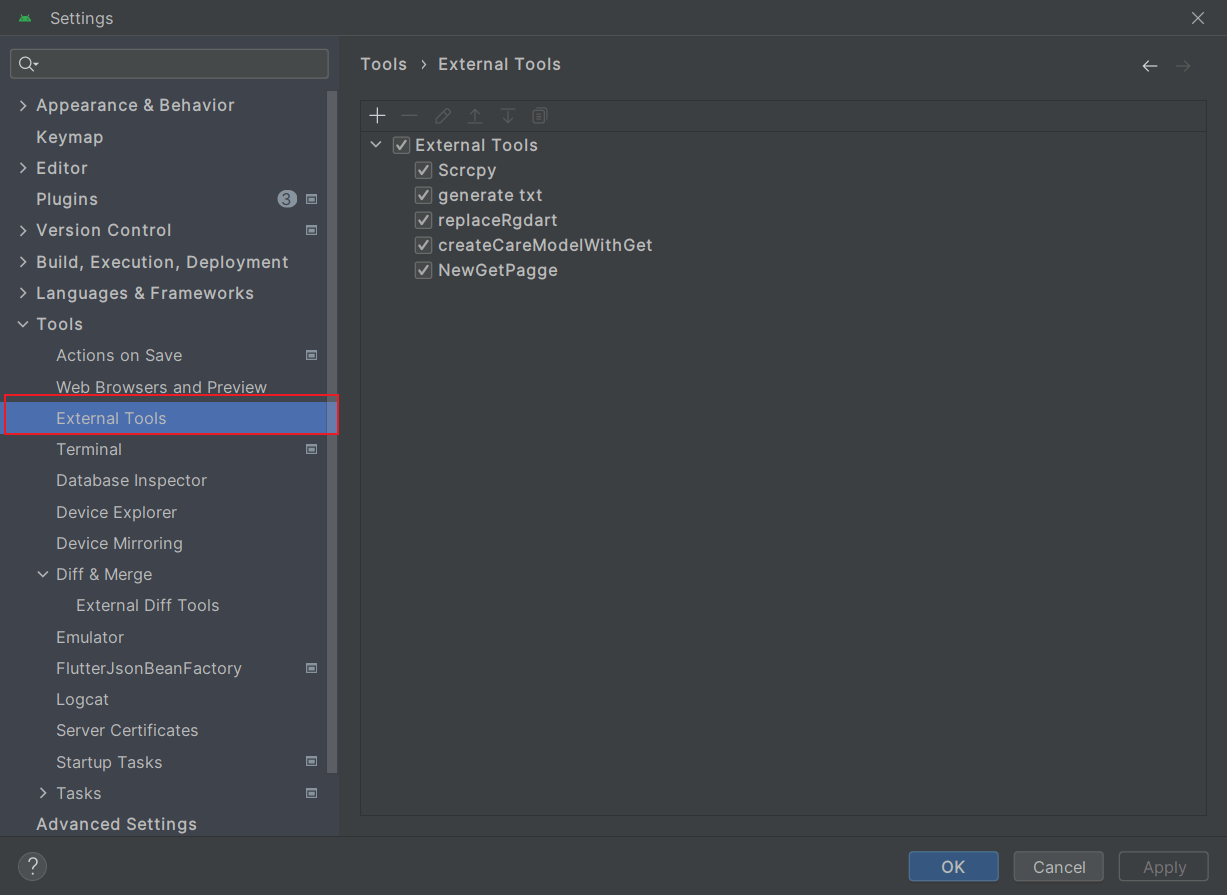 Settings
Tools › External Tools
Appearance & Behavior
Keymap
Editor
Plugins 3
Version Control
Build, Execution, Deployment
Languages & Frameworks
Tools
Actions on Save
Web Browsers and Preview
External Tools
Terminal
Database Inspector
Device Explorer
Device Mirroring
Diff & Merge
External Diff Tools
Emulator
FlutterJsonBeanFactory
Logcat
Server Certificates
Startup Tasks
Tasks
Advanced Settings
External Tools
Scrcpy
generate txt
replaceRgdart
createCareModelWithGet
NewGetPagge
?
OK
Cancel
Apply